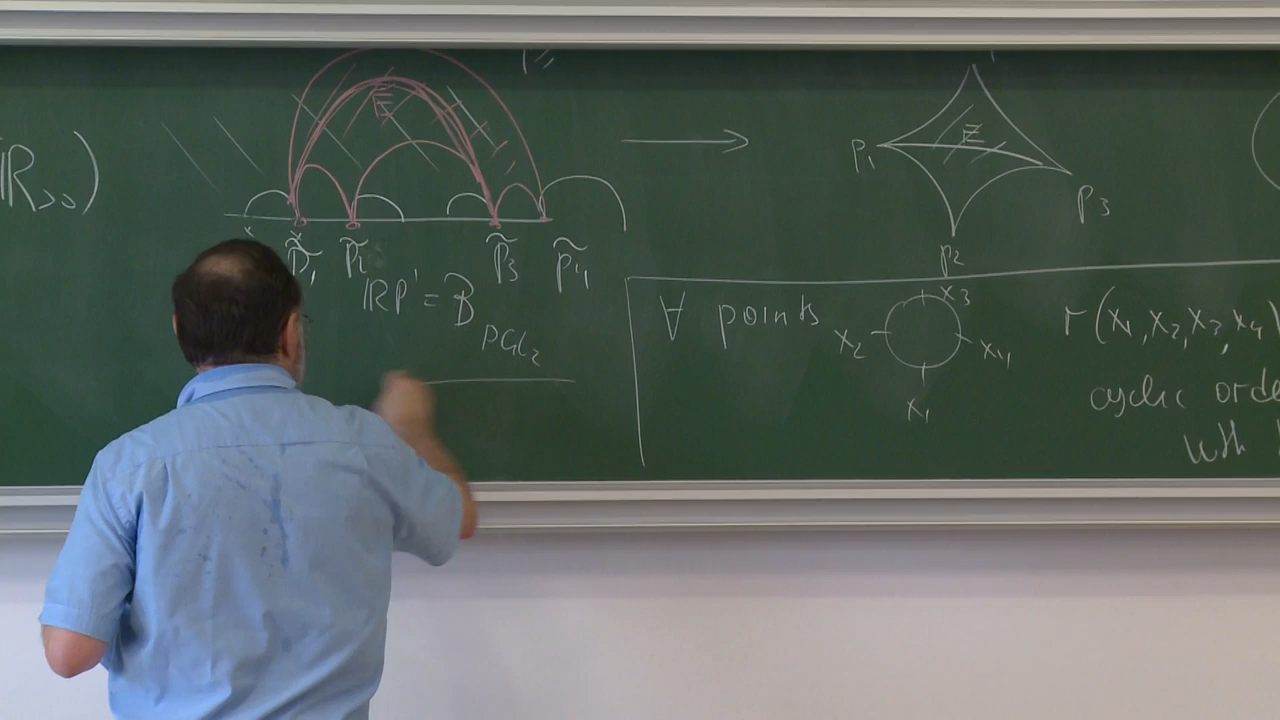 ℝ_{>0})
E
p̃₁ p̃₂ p̃₃ p̃₄
ℝP¹ = B
PGL₂
E
p₁
p₂
p₃
∀ points
x₁
x₂
x₃
x₄
r(x₁,x₂,x₃,x₄)
cyclic orde
with